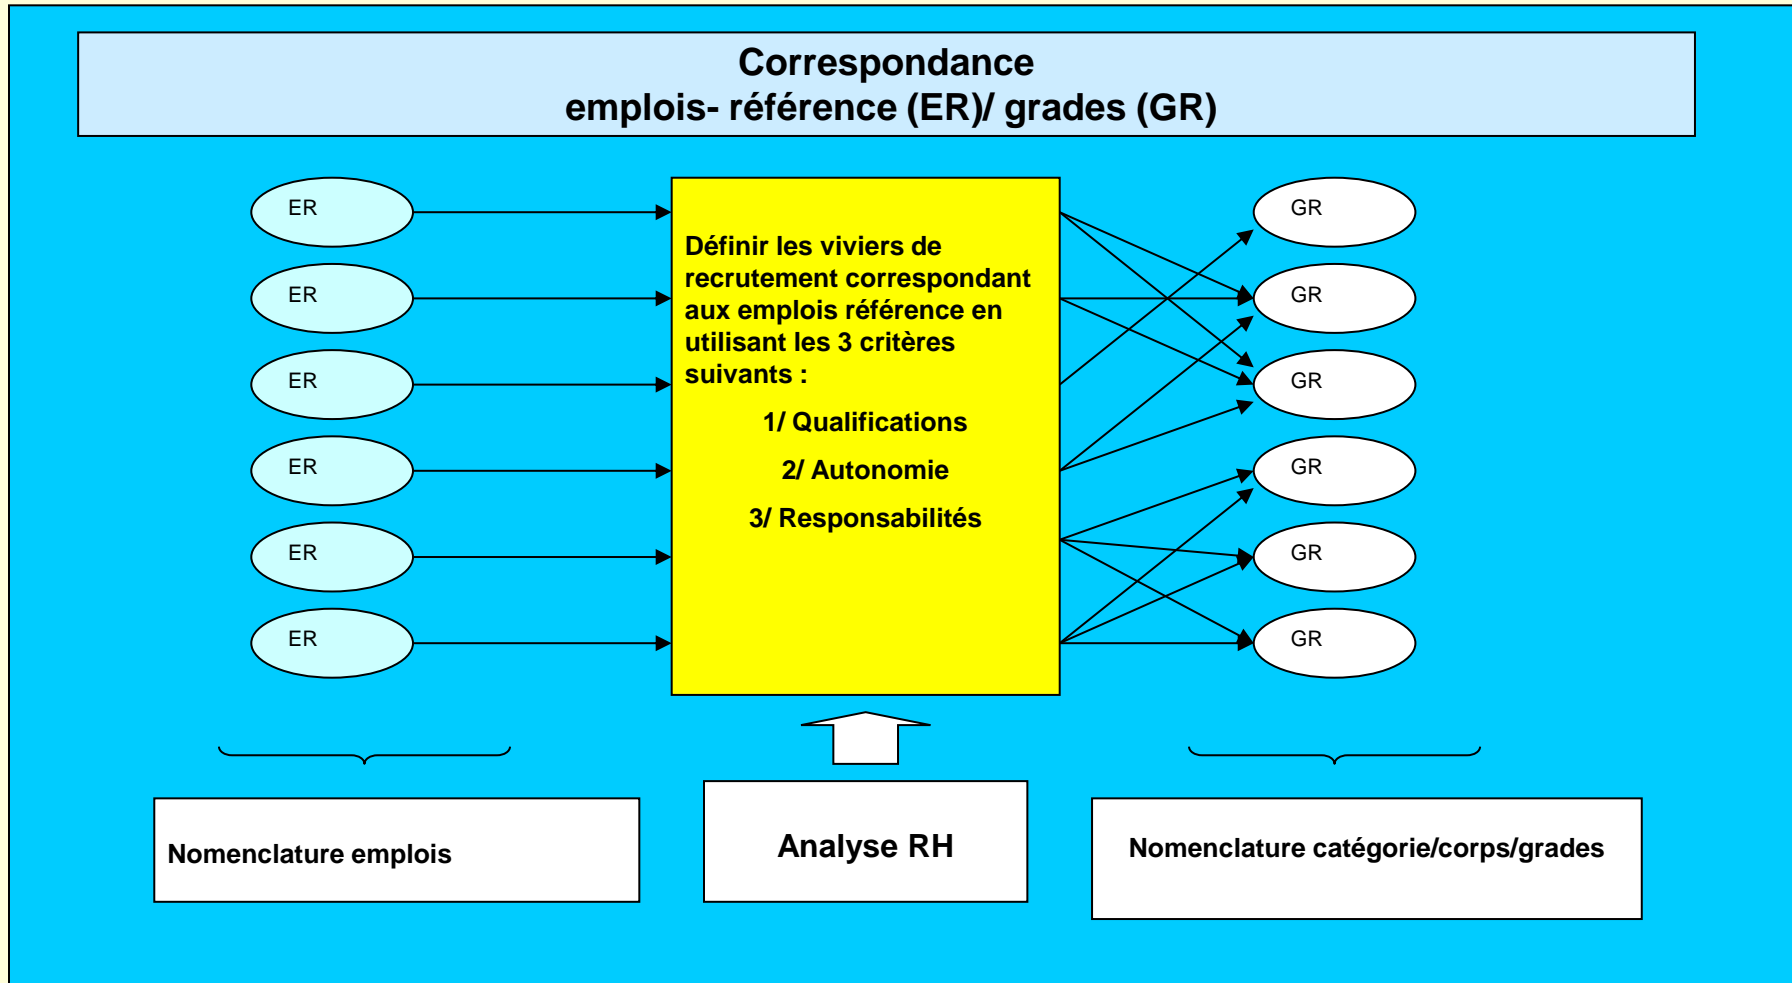 Correspondance
emplois- référence (ER)/ grades (GR)
ER
ER
ER
ER
ER
ER
Définir les viviers de
recrutement correspondant
aux emplois référence en
utilisant les 3 critères
suivants :
1/ Qualifications
2/ Autonomie
3/ Responsabilités
GR
GR
GR
GR
GR
GR
Nomenclature emplois
Analyse RH
Nomenclature catégorie/corps/grades